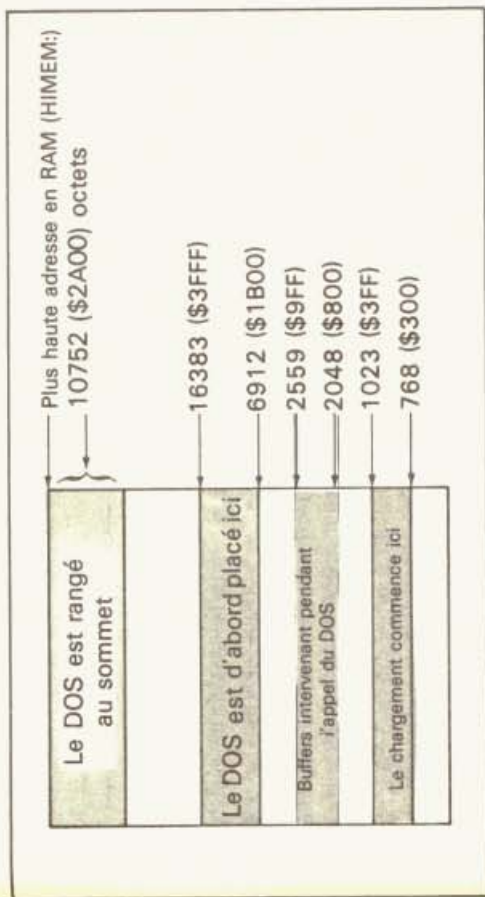 Plus haute adresse en RAM (HIMEM:)
10752 ($2A00) octets
Le DOS est rangé
au sommet
16383 ($3FFF)
Le DOS est d'abord placé ici
6912 ($1B00)
2559 ($9FF)
Buffers intervenant pendant
l'appel du DOS
2048 ($800)
1023 ($3FF)
Le chargement commence ici
768 ($300)